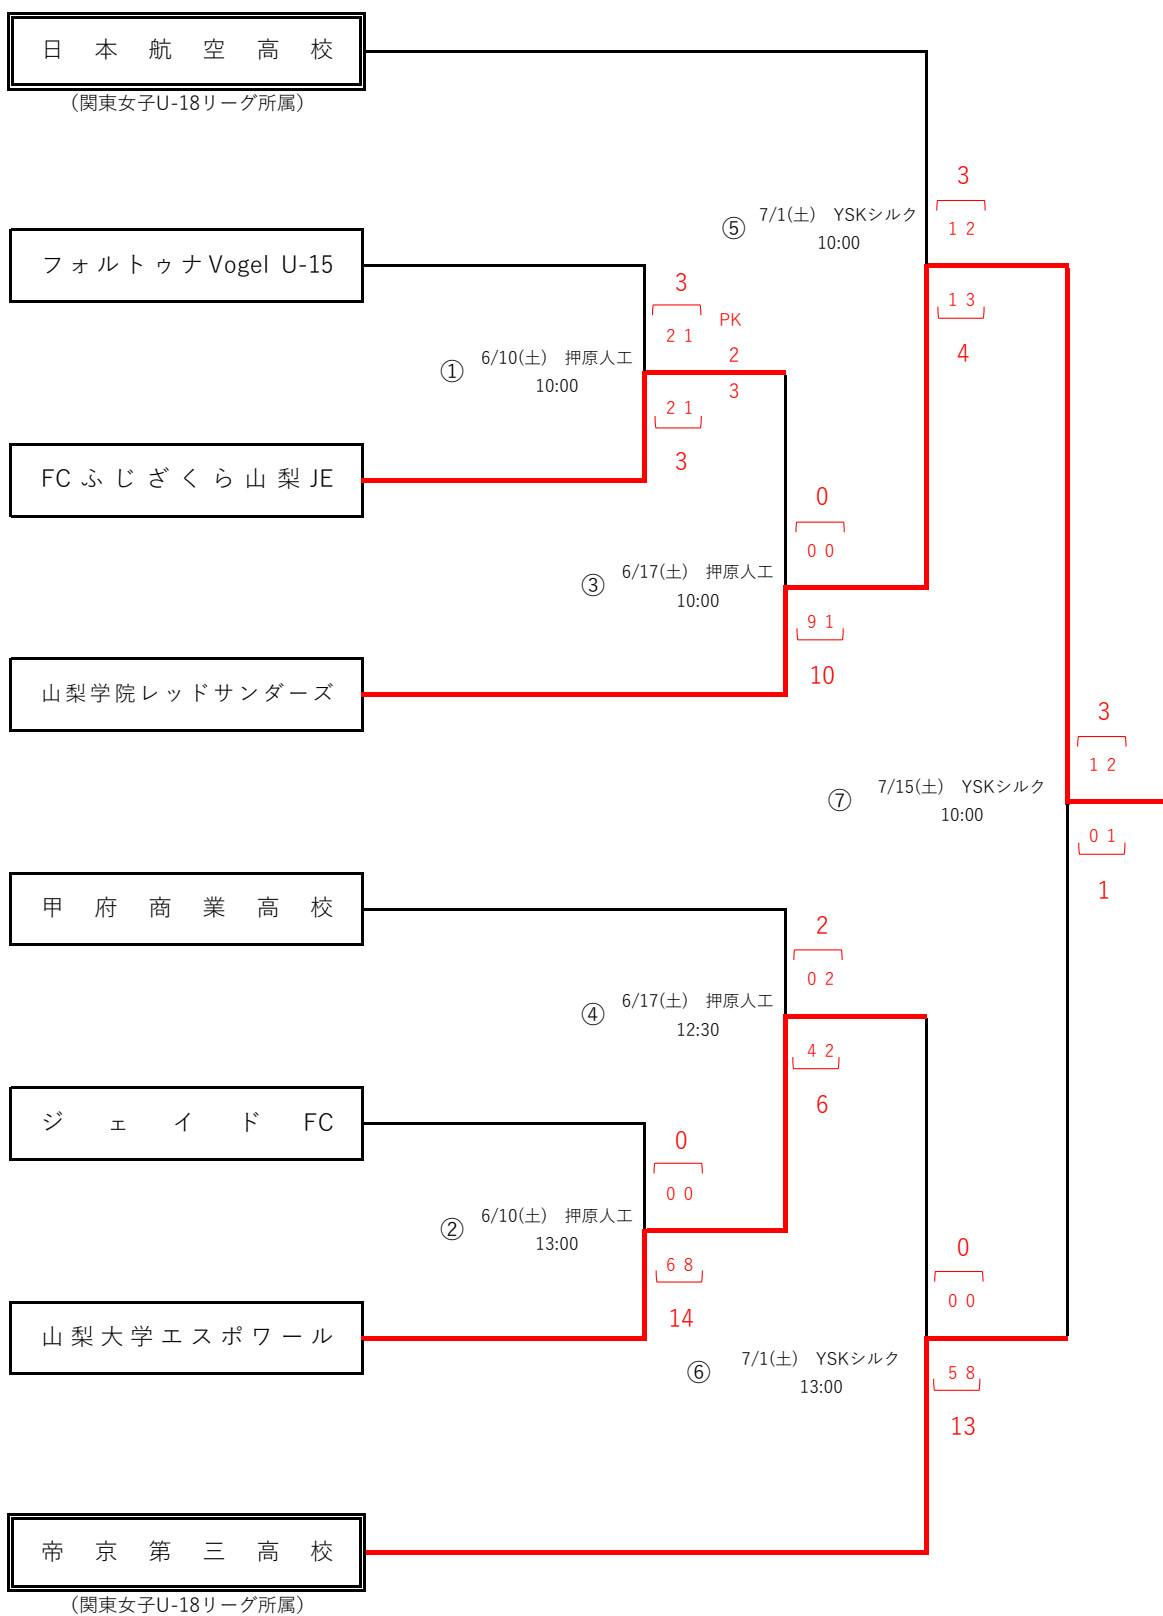 日本航空高校
(関東女子U-18リーグ所属)
3
1 2
⑤
7/1(土) YSKシルク
10:00
フォルトゥナVogel U-15
1 3
4
3
2 1
PK
2
3
①
6/10(土) 押原人工
10:00
2 1
3
FCふじざくら山梨JE
0
0 0
③
6/17(土) 押原人工
10:00
9 1
10
山梨学院レッドサンダーズ
3
1 2
⑦
7/15(土) YSKシルク
10:00
0 1
1
甲府商業高校
2
0 2
④
6/17(土) 押原人工
12:30
4 2
6
ジェイドFC
0
0 0
②
6/10(土) 押原人工
13:00
6 8
14
山梨大学エスポワール
0
0 0
⑥
7/1(土) YSKシルク
13:00
5 8
13
帝京第三高校
(関東女子U-18リーグ所属)